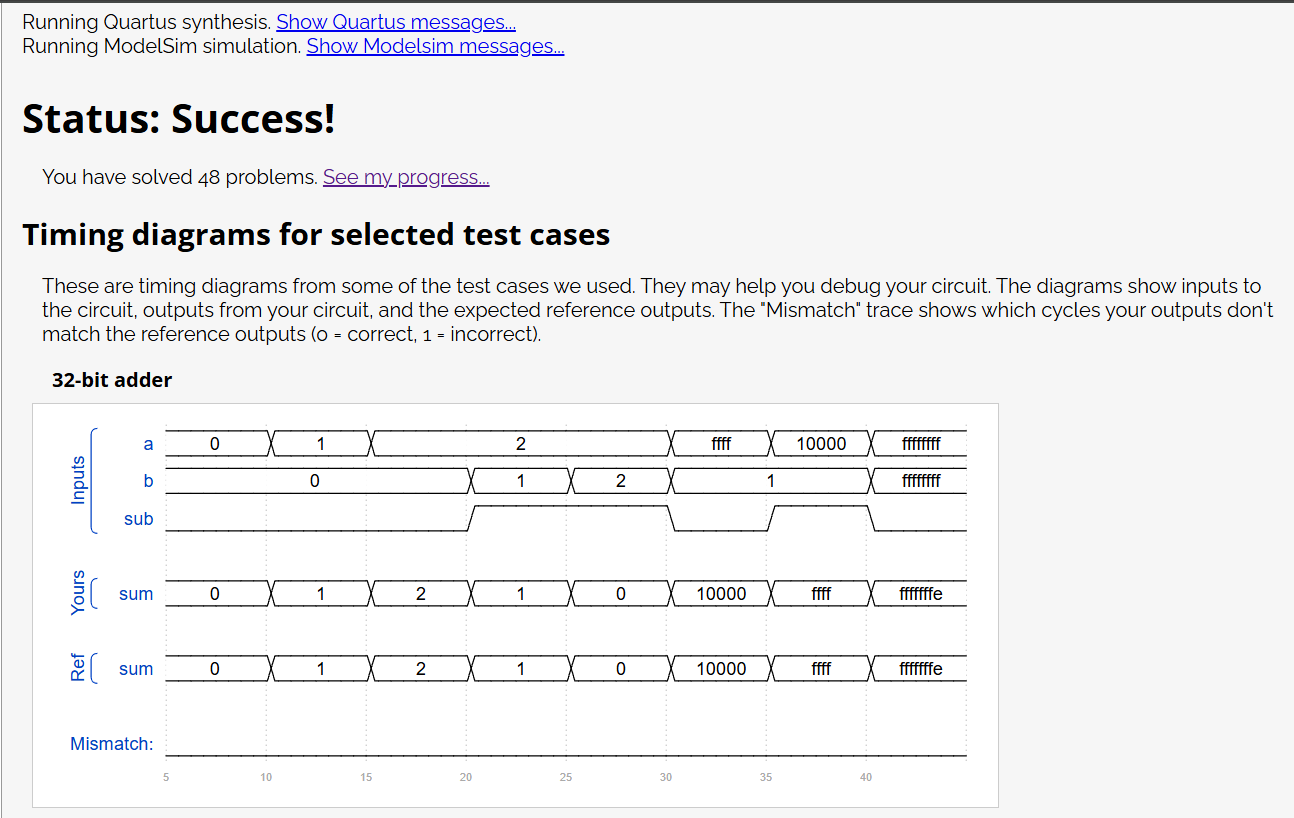 Running Quartus synthesis. Show Quartus messages...
Running ModelSim simulation. Show Modelsim messages...
Status: Success!
You have solved 48 problems. See my progress...
Timing diagrams for selected test cases
These are timing diagrams from some of the test cases we used. They may help you debug your circuit. The diagrams show inputs to
the circuit, outputs from your circuit, and the expected reference outputs. The "Mismatch" trace shows which cycles your outputs don't
match the reference outputs (0 = correct, 1 = incorrect).
32-bit adder
Inputs
a 0 1 2 ffff 10000 ffffffff
b 0 1 2 1 ffffffff
sub
Yours
sum 0 1 2 1 0 10000 ffff fffffffe
Ref
sum 0 1 2 1 0 10000 ffff fffffffe
Mismatch:
5 10 15 20 25 30 35 40